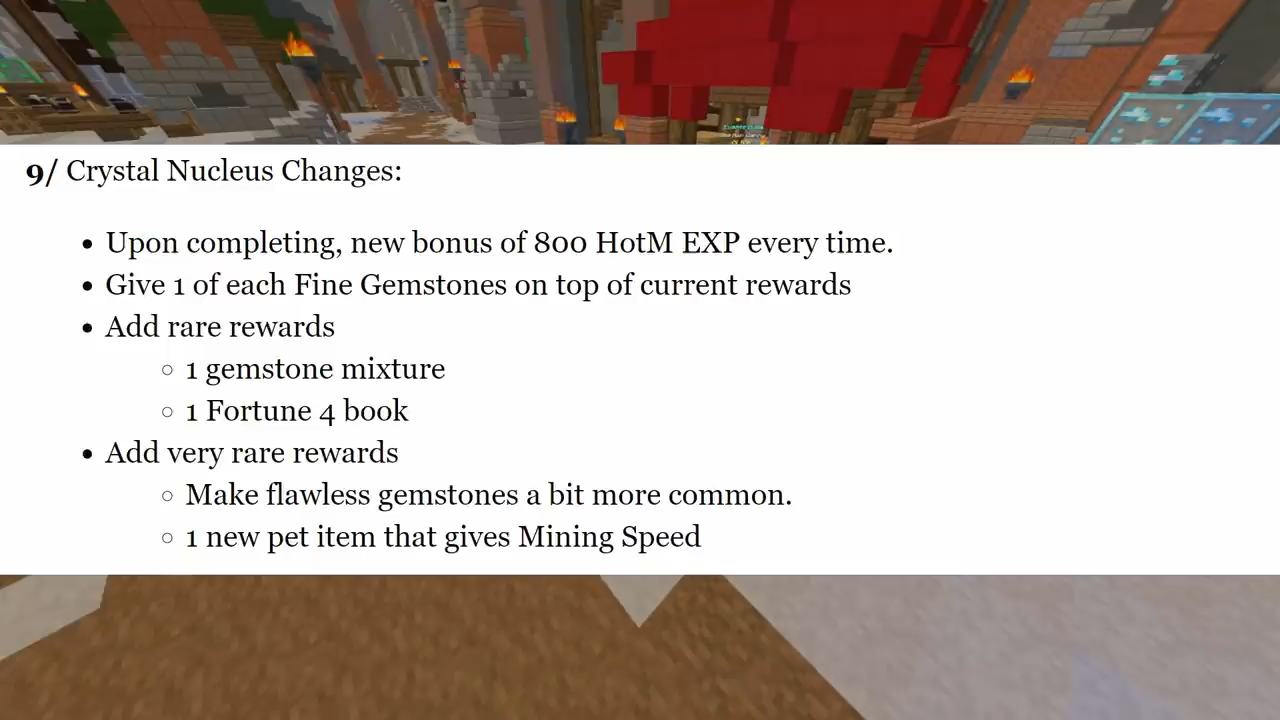 9/ Crystal Nucleus Changes:
• Upon completing, new bonus of 800 HotM EXP every time.
• Give 1 of each Fine Gemstones on top of current rewards
• Add rare rewards
○ 1 gemstone mixture
○ 1 Fortune 4 book
• Add very rare rewards
○ Make flawless gemstones a bit more common.
○ 1 new pet item that gives Mining Speed